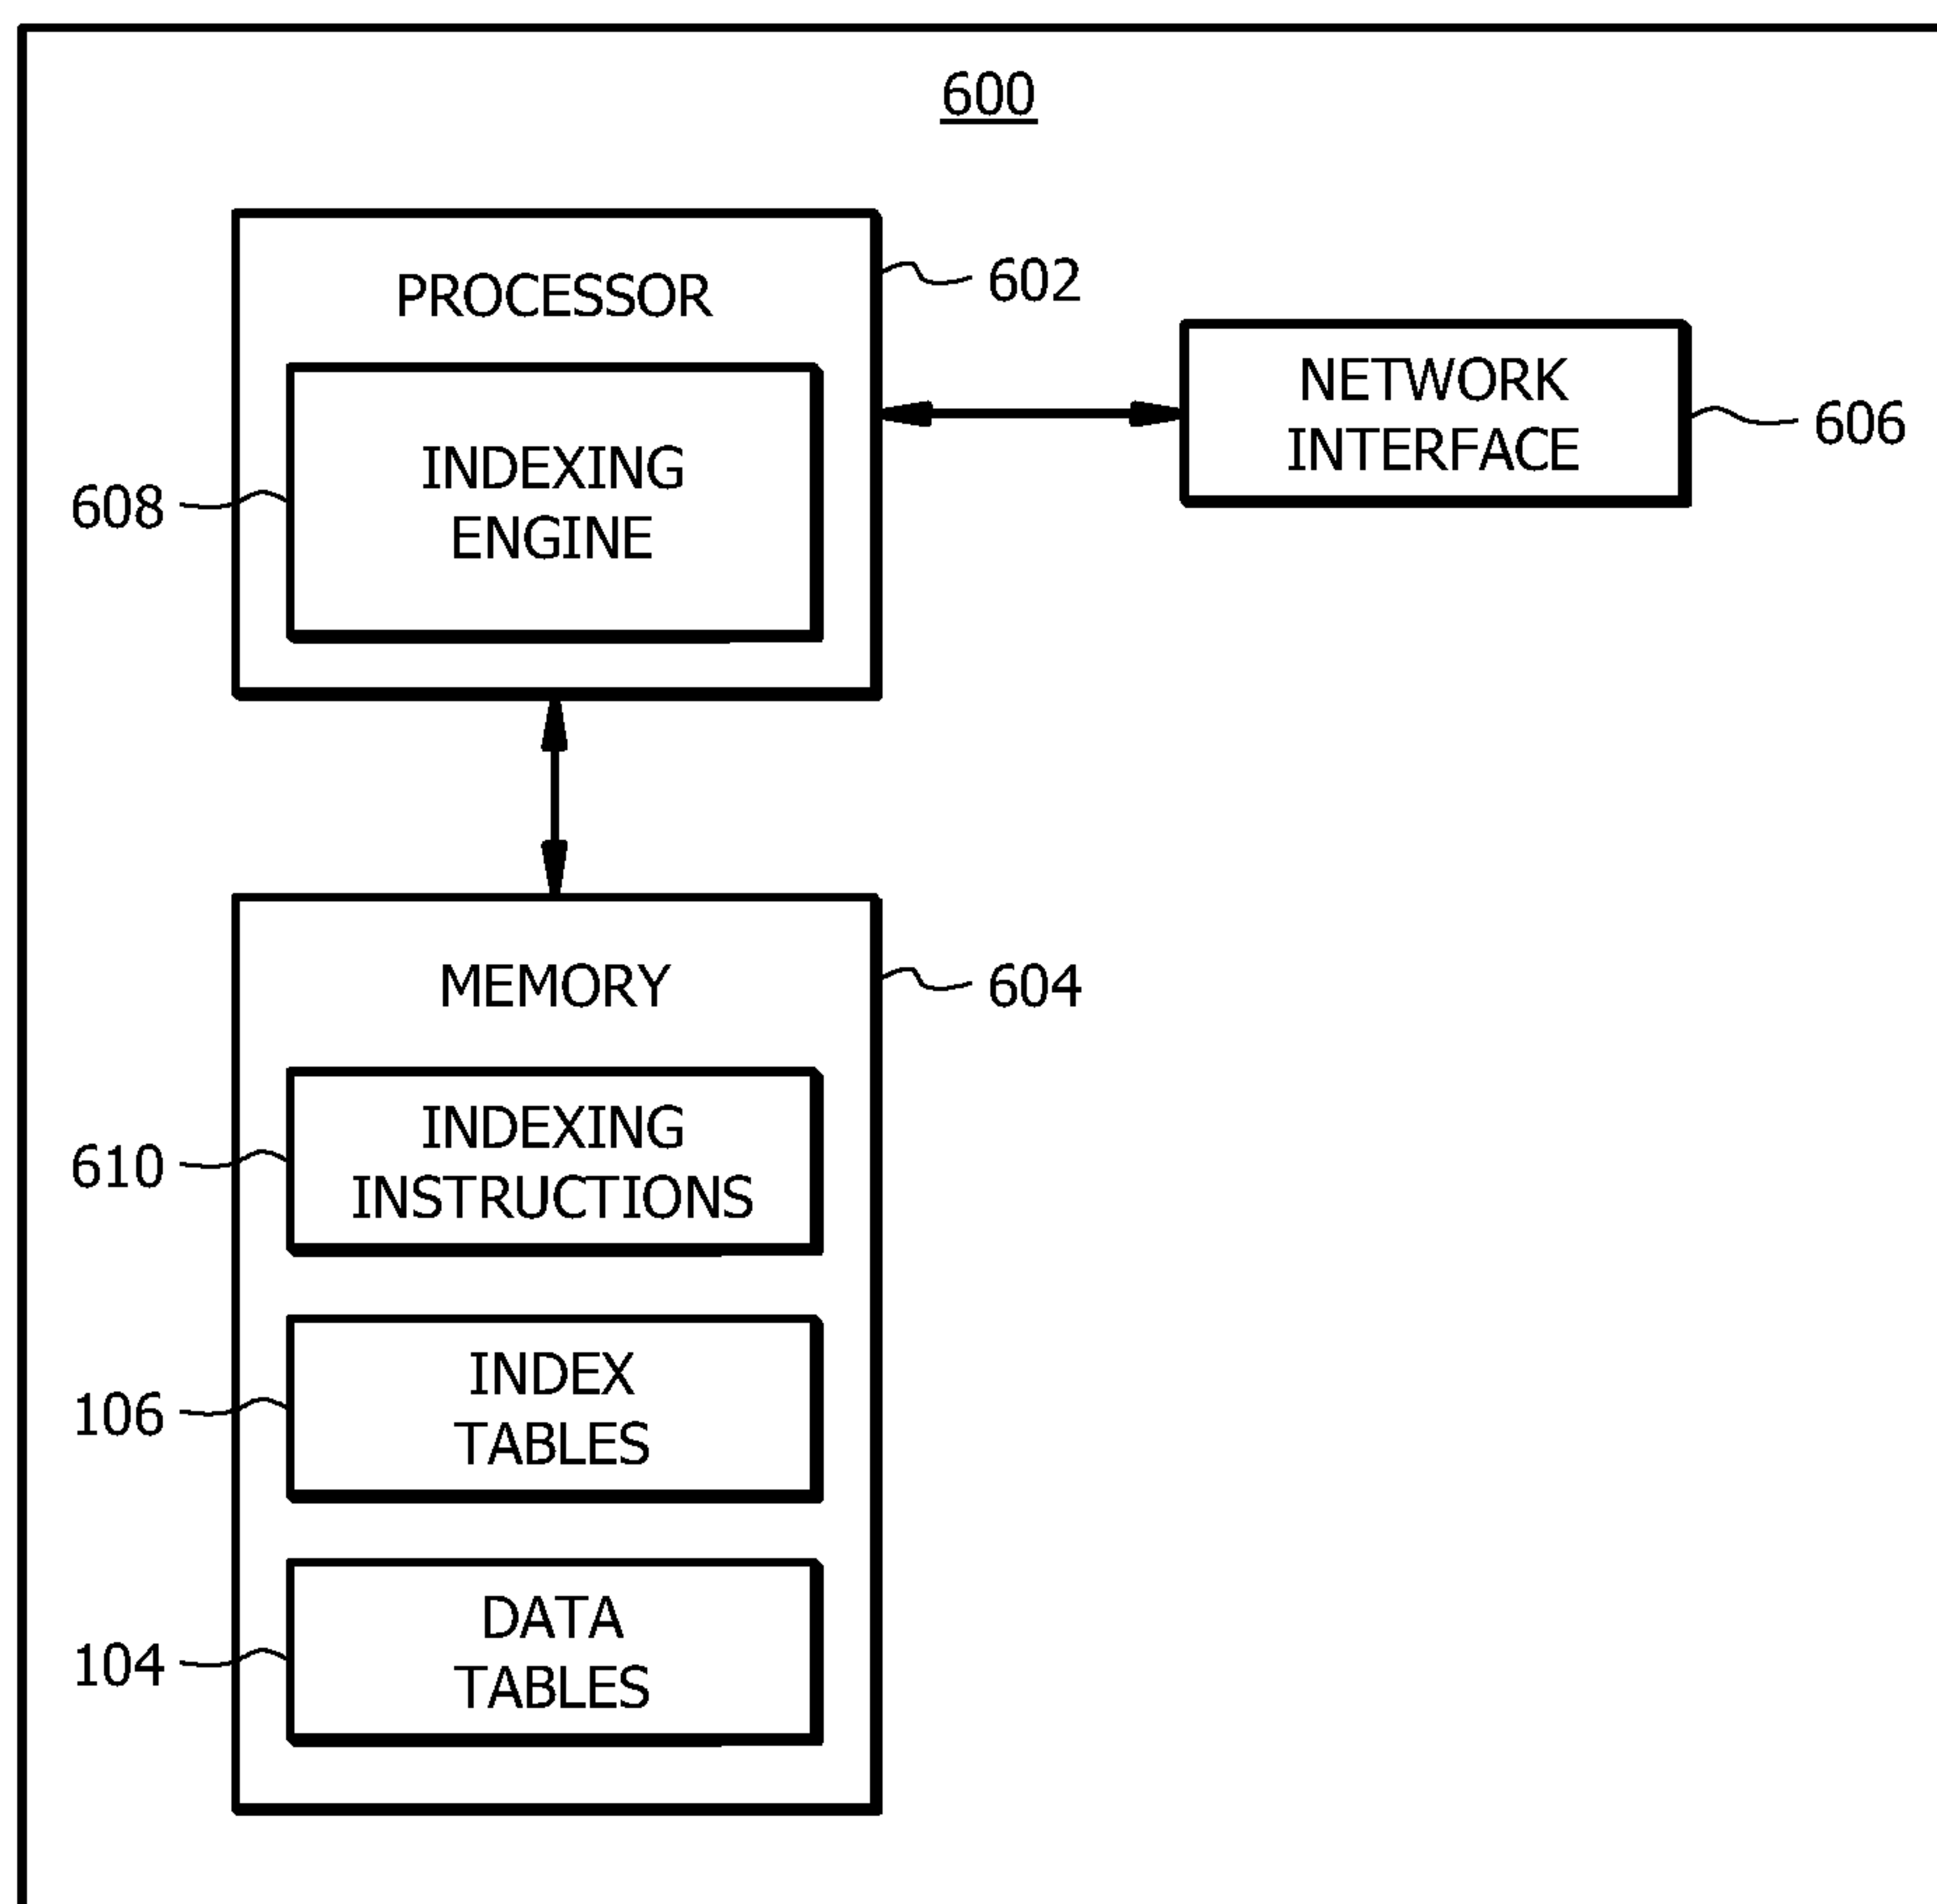 600
PROCESSOR
602
INDEXING
ENGINE
608
NETWORK
INTERFACE
606
MEMORY
604
INDEXING
INSTRUCTIONS
610
INDEX
TABLES
106
DATA
TABLES
104